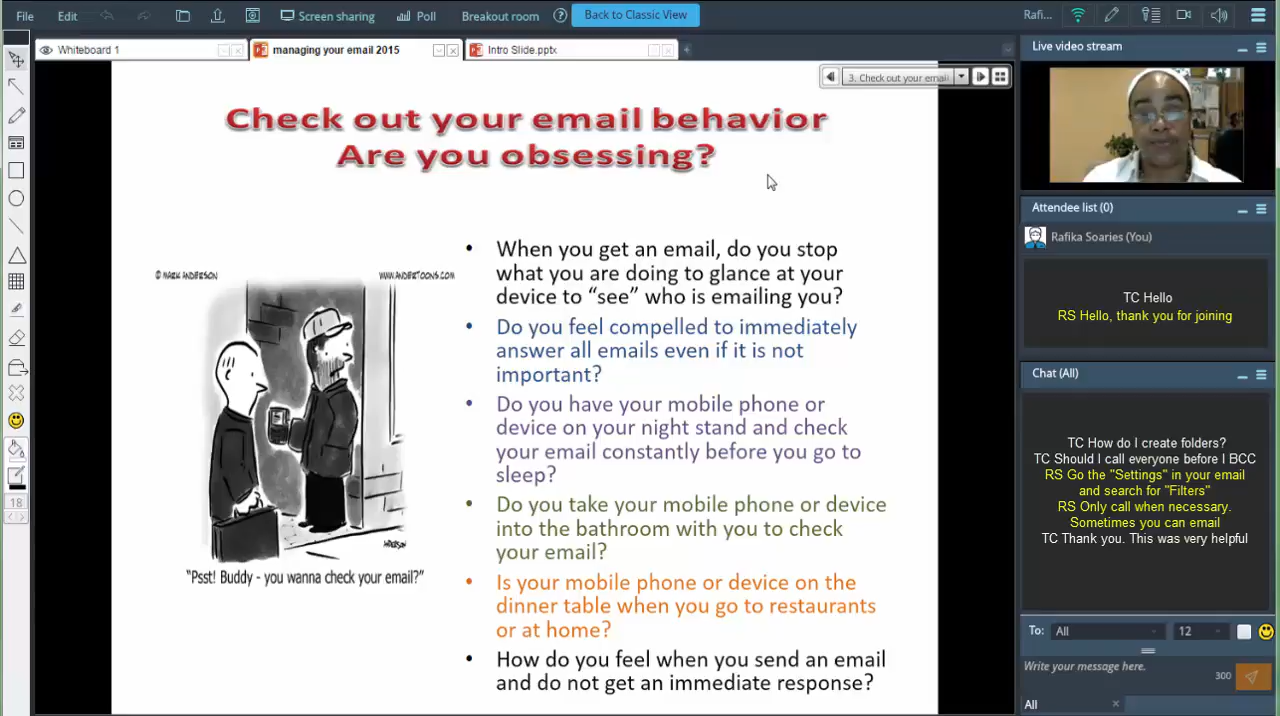 File Edit Screen sharing Poll Breakout room Back to Classic View Rafi...
Whiteboard 1 managing your email 2015 Intro Slide.pptx
3. Check out your email
Check out your email behavior
Are you obsessing?
© MARK ANDERSON WWW.ANDERTOONS.COM
ANDERSON
"Psst! Buddy - you wanna check your email?"
• When you get an email, do you stop
what you are doing to glance at your
device to “see” who is emailing you?
• Do you feel compelled to immediately
answer all emails even if it is not
important?
• Do you have your mobile phone or
device on your night stand and check
your email constantly before you go to
sleep?
• Do you take your mobile phone or device
into the bathroom with you to check
your email?
• Is your mobile phone or device on the
dinner table when you go to restaurants
or at home?
• How do you feel when you send an email
and do not get an immediate response?
18
Live video stream
Attendee list (0)
Rafika Soaries (You)
TC Hello
RS Hello, thank you for joining
Chat (All)
TC How do I create folders?
TC Should I call everyone before I BCC
RS Go the "Settings" in your email
and search for "Filters"
RS Only call when necessary.
Sometimes you can email
TC Thank you. This was very helpful
To: All 12
Write your message here.
300
All